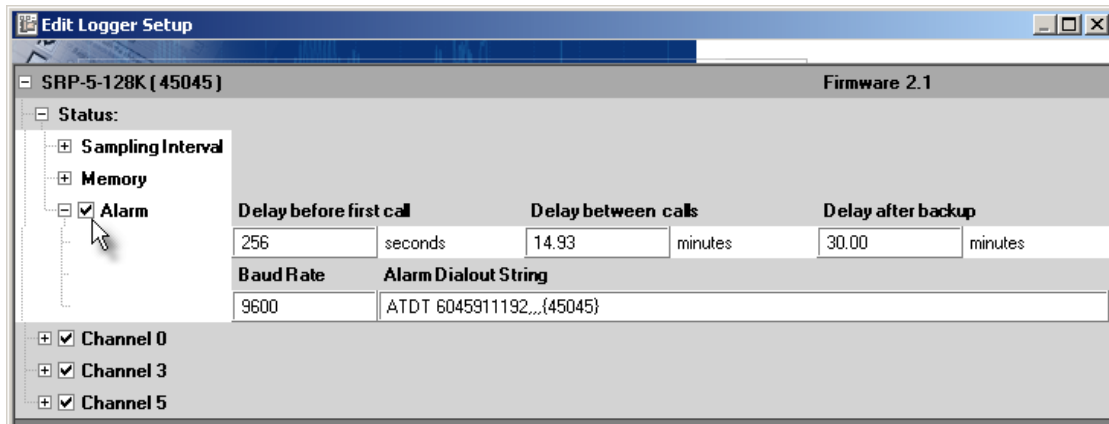 Edit Logger Setup
SRP-5-128K ( 45045 ) Firmware 2.1
Status:
Sampling Interval
Memory
Alarm Delay before first call Delay between calls Delay after backup
256 seconds 14.93 minutes 30.00 minutes
Baud Rate Alarm Dialout String
9600 ATDT 6045911192,,,{45045}
Channel 0
Channel 3
Channel 5